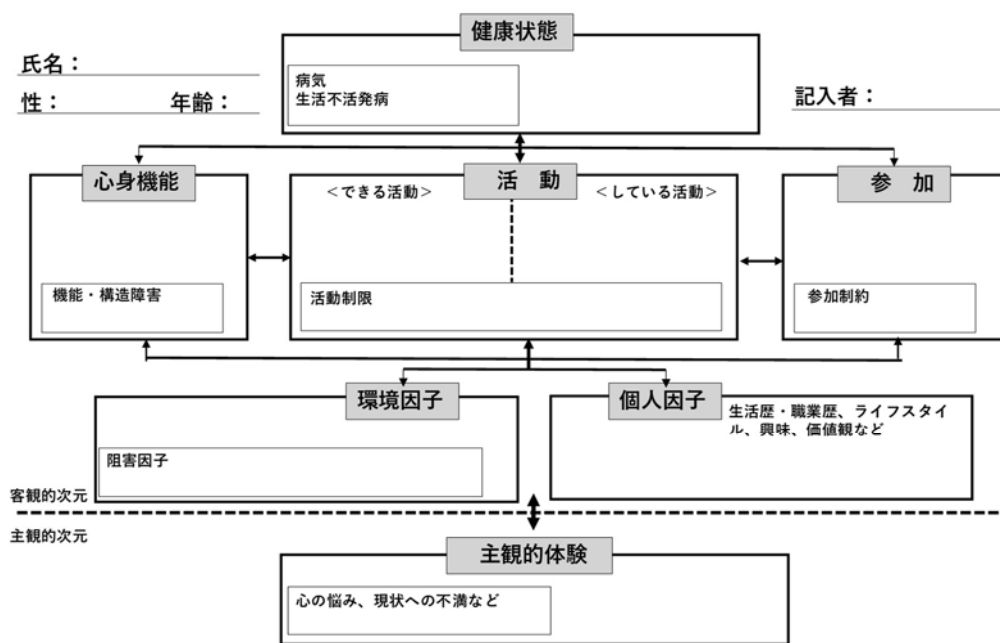 健康状態
氏名：
性：　年齢：
病気
生活不活発病
記入者：
心身機能
活　動
参　加
＜できる活動＞
＜している活動＞
機能・構造障害
活動制限
参加制約
環境因子
個人因子
生活歴・職業歴、ライフスタイ
ル、興味、価値観など
阻害因子
客観的次元
主観的次元
主観的体験
心の悩み、現状への不満など